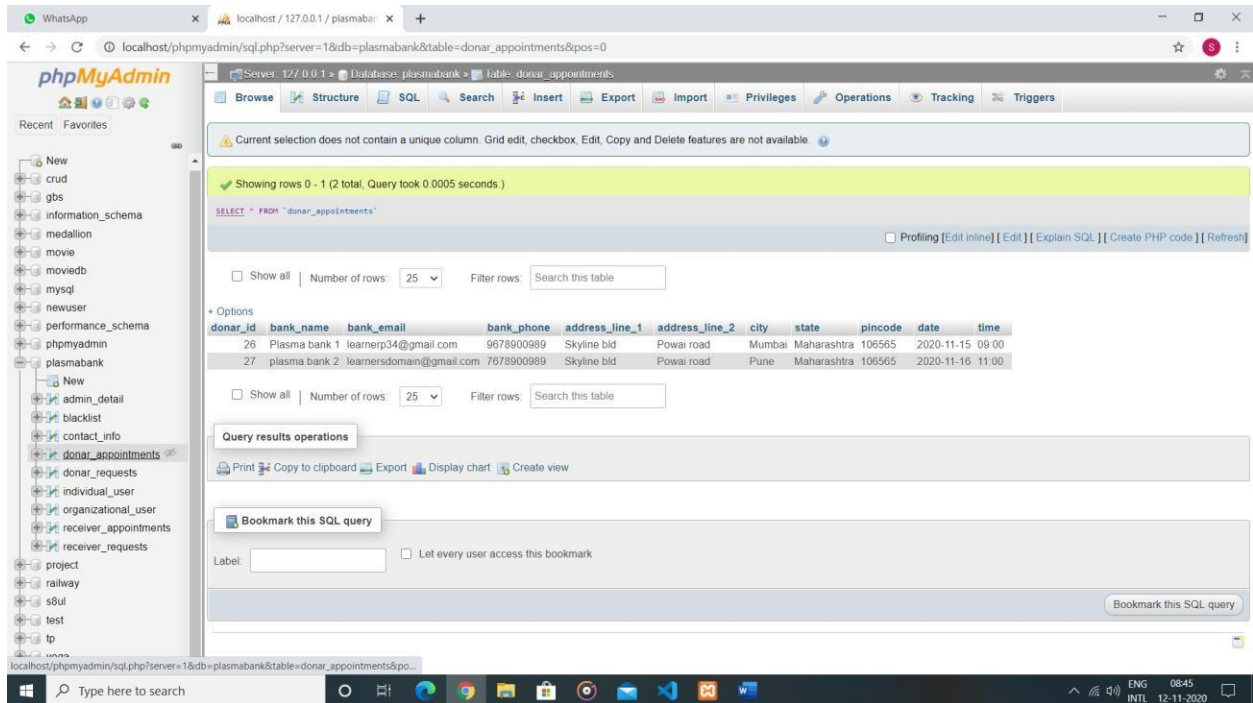 WhatsApp
localhost / 127.0.0.1 / plasmaban
localhost/phpmyadmin/sql.php?server=1&db=plasmabank&table=donar_appointments&pos=0
S
phpMyAdmin
Recent Favorites
New
crud
gbs
information_schema
medallion
movie
moviedb
mysql
newuser
performance_schema
phpmyadmin
plasmabank
New
admin_detail
blacklist
contact_info
donar_appointments
donar_requests
individual_user
organizational_user
receiver_appointments
receiver_requests
project
railway
s8ul
test
tp
yoga
Server: 127.0.0.1 » Database: plasmabank » Table: donar_appointments
Browse Structure SQL Search Insert Export Import Privileges Operations Tracking Triggers
Current selection does not contain a unique column. Grid edit, checkbox, Edit, Copy and Delete features are not available.
Showing rows 0 - 1 (2 total, Query took 0.0005 seconds.)
SELECT * FROM `donar_appointments`
Profiling [Edit inline] [ Edit ] [ Explain SQL ] [ Create PHP code ] [ Refresh]
Show all | Number of rows: 25 Filter rows: Search this table
+ Options
donar_id bank_name bank_email bank_phone address_line_1 address_line_2 city state pincode date time
26 Plasma bank 1 learnerp34@gmail.com 9678900989 Skyline bld Powai road Mumbai Maharashtra 106565 2020-11-15 09:00
27 plasma bank 2 learnersdomain@gmail.com 7678900989 Skyline bld Powai road Pune Maharashtra 106565 2020-11-16 11:00
Show all | Number of rows: 25 Filter rows: Search this table
Query results operations
Print Copy to clipboard Export Display chart Create view
Bookmark this SQL query
Label: Let every user access this bookmark
Bookmark this SQL query
localhost/phpmyadmin/sql.php?server=1&db=plasmabank&table=donar_appointments&po...
Type here to search
ENG 08:45
INTL 12-11-2020